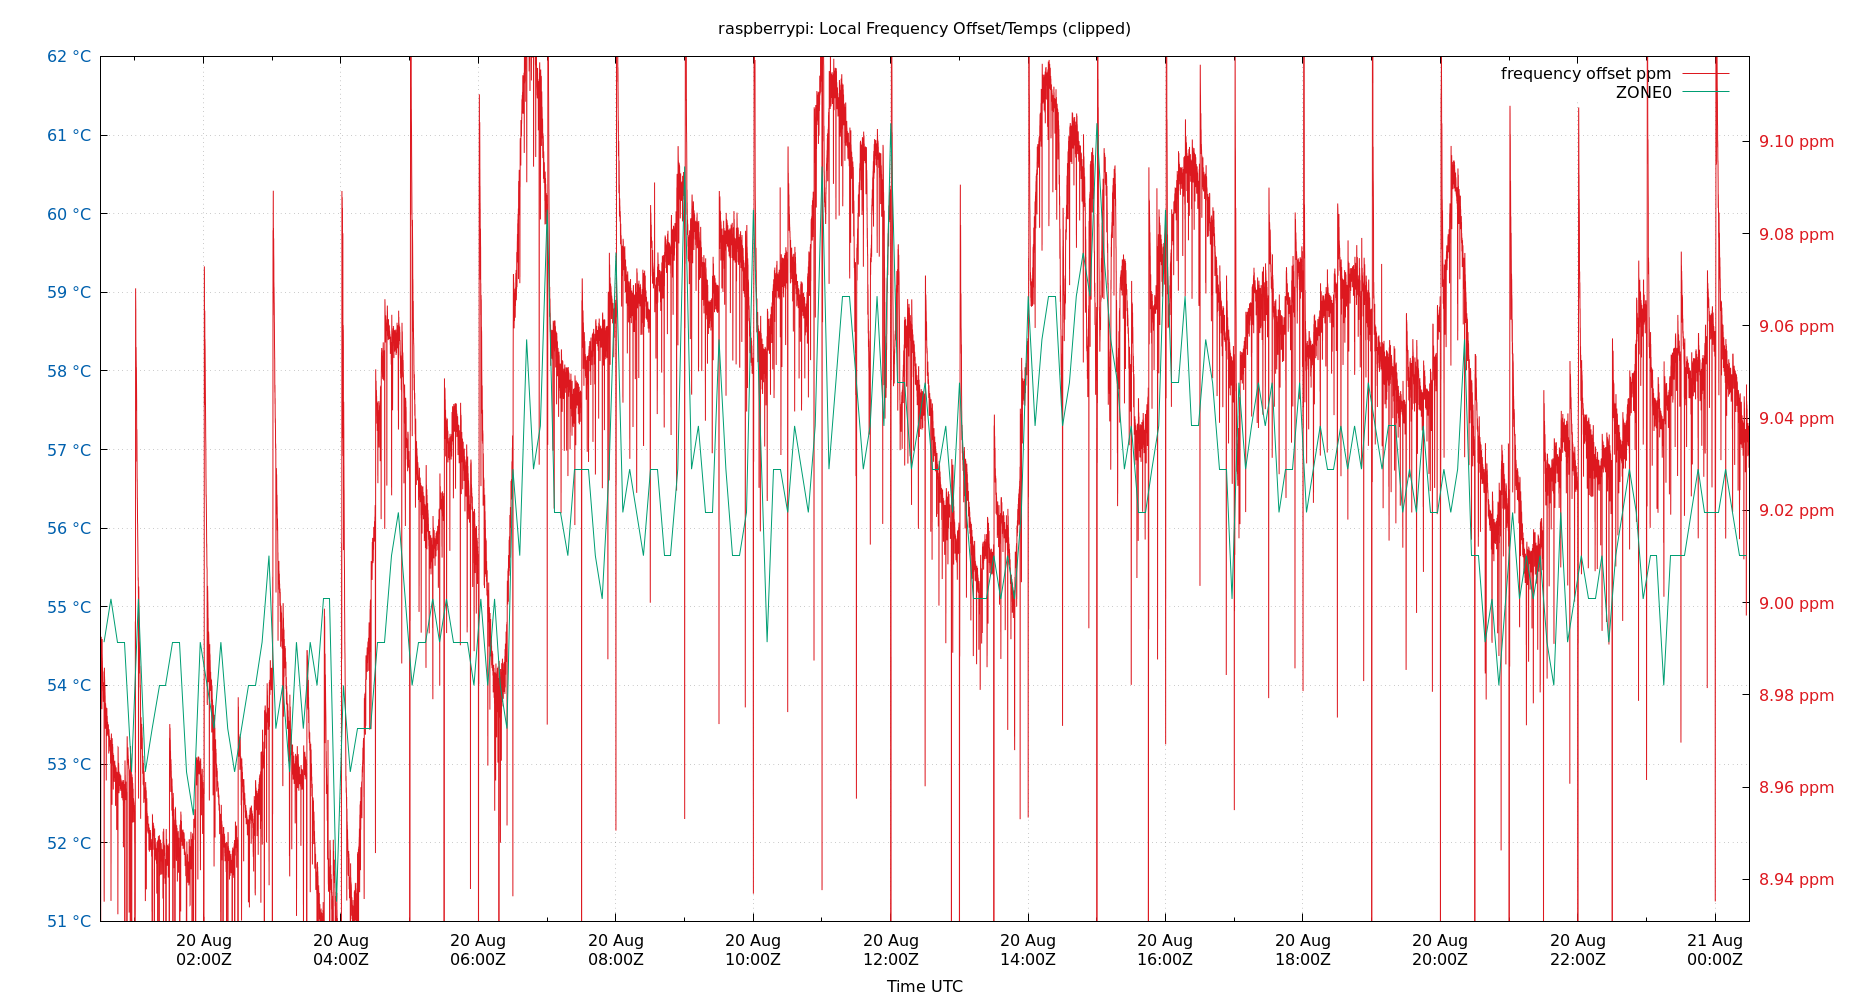 raspberrypi: Local Frequency Offset/Temps (clipped)
62 °C
61 °C
60 °C
59 °C
58 °C
57 °C
56 °C
55 °C
54 °C
53 °C
52 °C
51 °C
frequency offset ppm
ZONE0
9.10 ppm
9.08 ppm
9.06 ppm
9.04 ppm
9.02 ppm
9.00 ppm
8.98 ppm
8.96 ppm
8.94 ppm
20 Aug 20 Aug 20 Aug 20 Aug 20 Aug 20 Aug 20 Aug 20 Aug 20 Aug 20 Aug 20 Aug 21 Aug
02:00Z 04:00Z 06:00Z 08:00Z 10:00Z 12:00Z 14:00Z 16:00Z 18:00Z 20:00Z 22:00Z 00:00Z
Time UTC